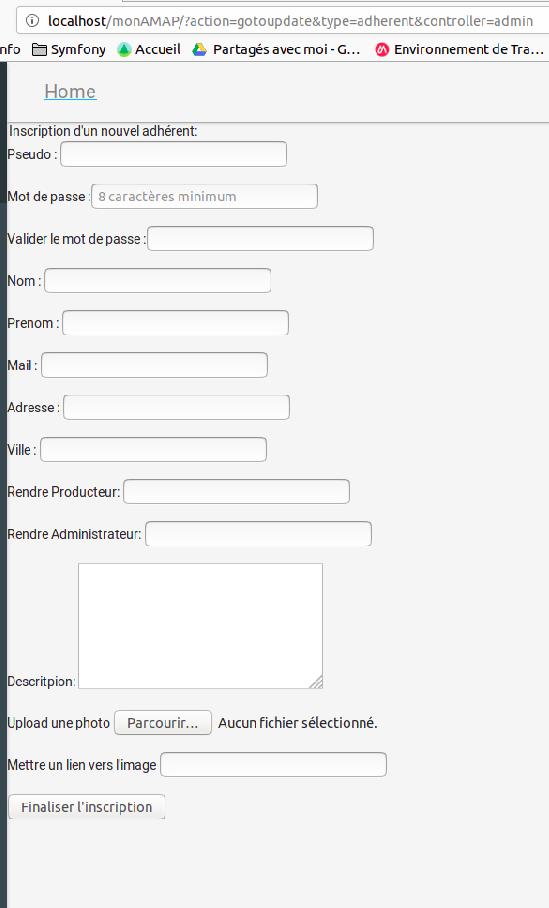 localhost/monAMAP/?action=gotoupdate&type=adherent&controller=admin
nfo Symfony Accueil Partagés avec moi - G… Environnement de Tra…
Home
Inscription d'un nouvel adhérent:
Pseudo :
Mot de passe : 8 caractères minimum
Valider le mot de passe :
Nom :
Prenom :
Mail :
Adresse :
Ville :
Rendre Producteur:
Rendre Administrateur:
Descritpion:
Upload une photo Parcourir... Aucun fichier sélectionné.
Mettre un lien vers limage
Finaliser l'inscription